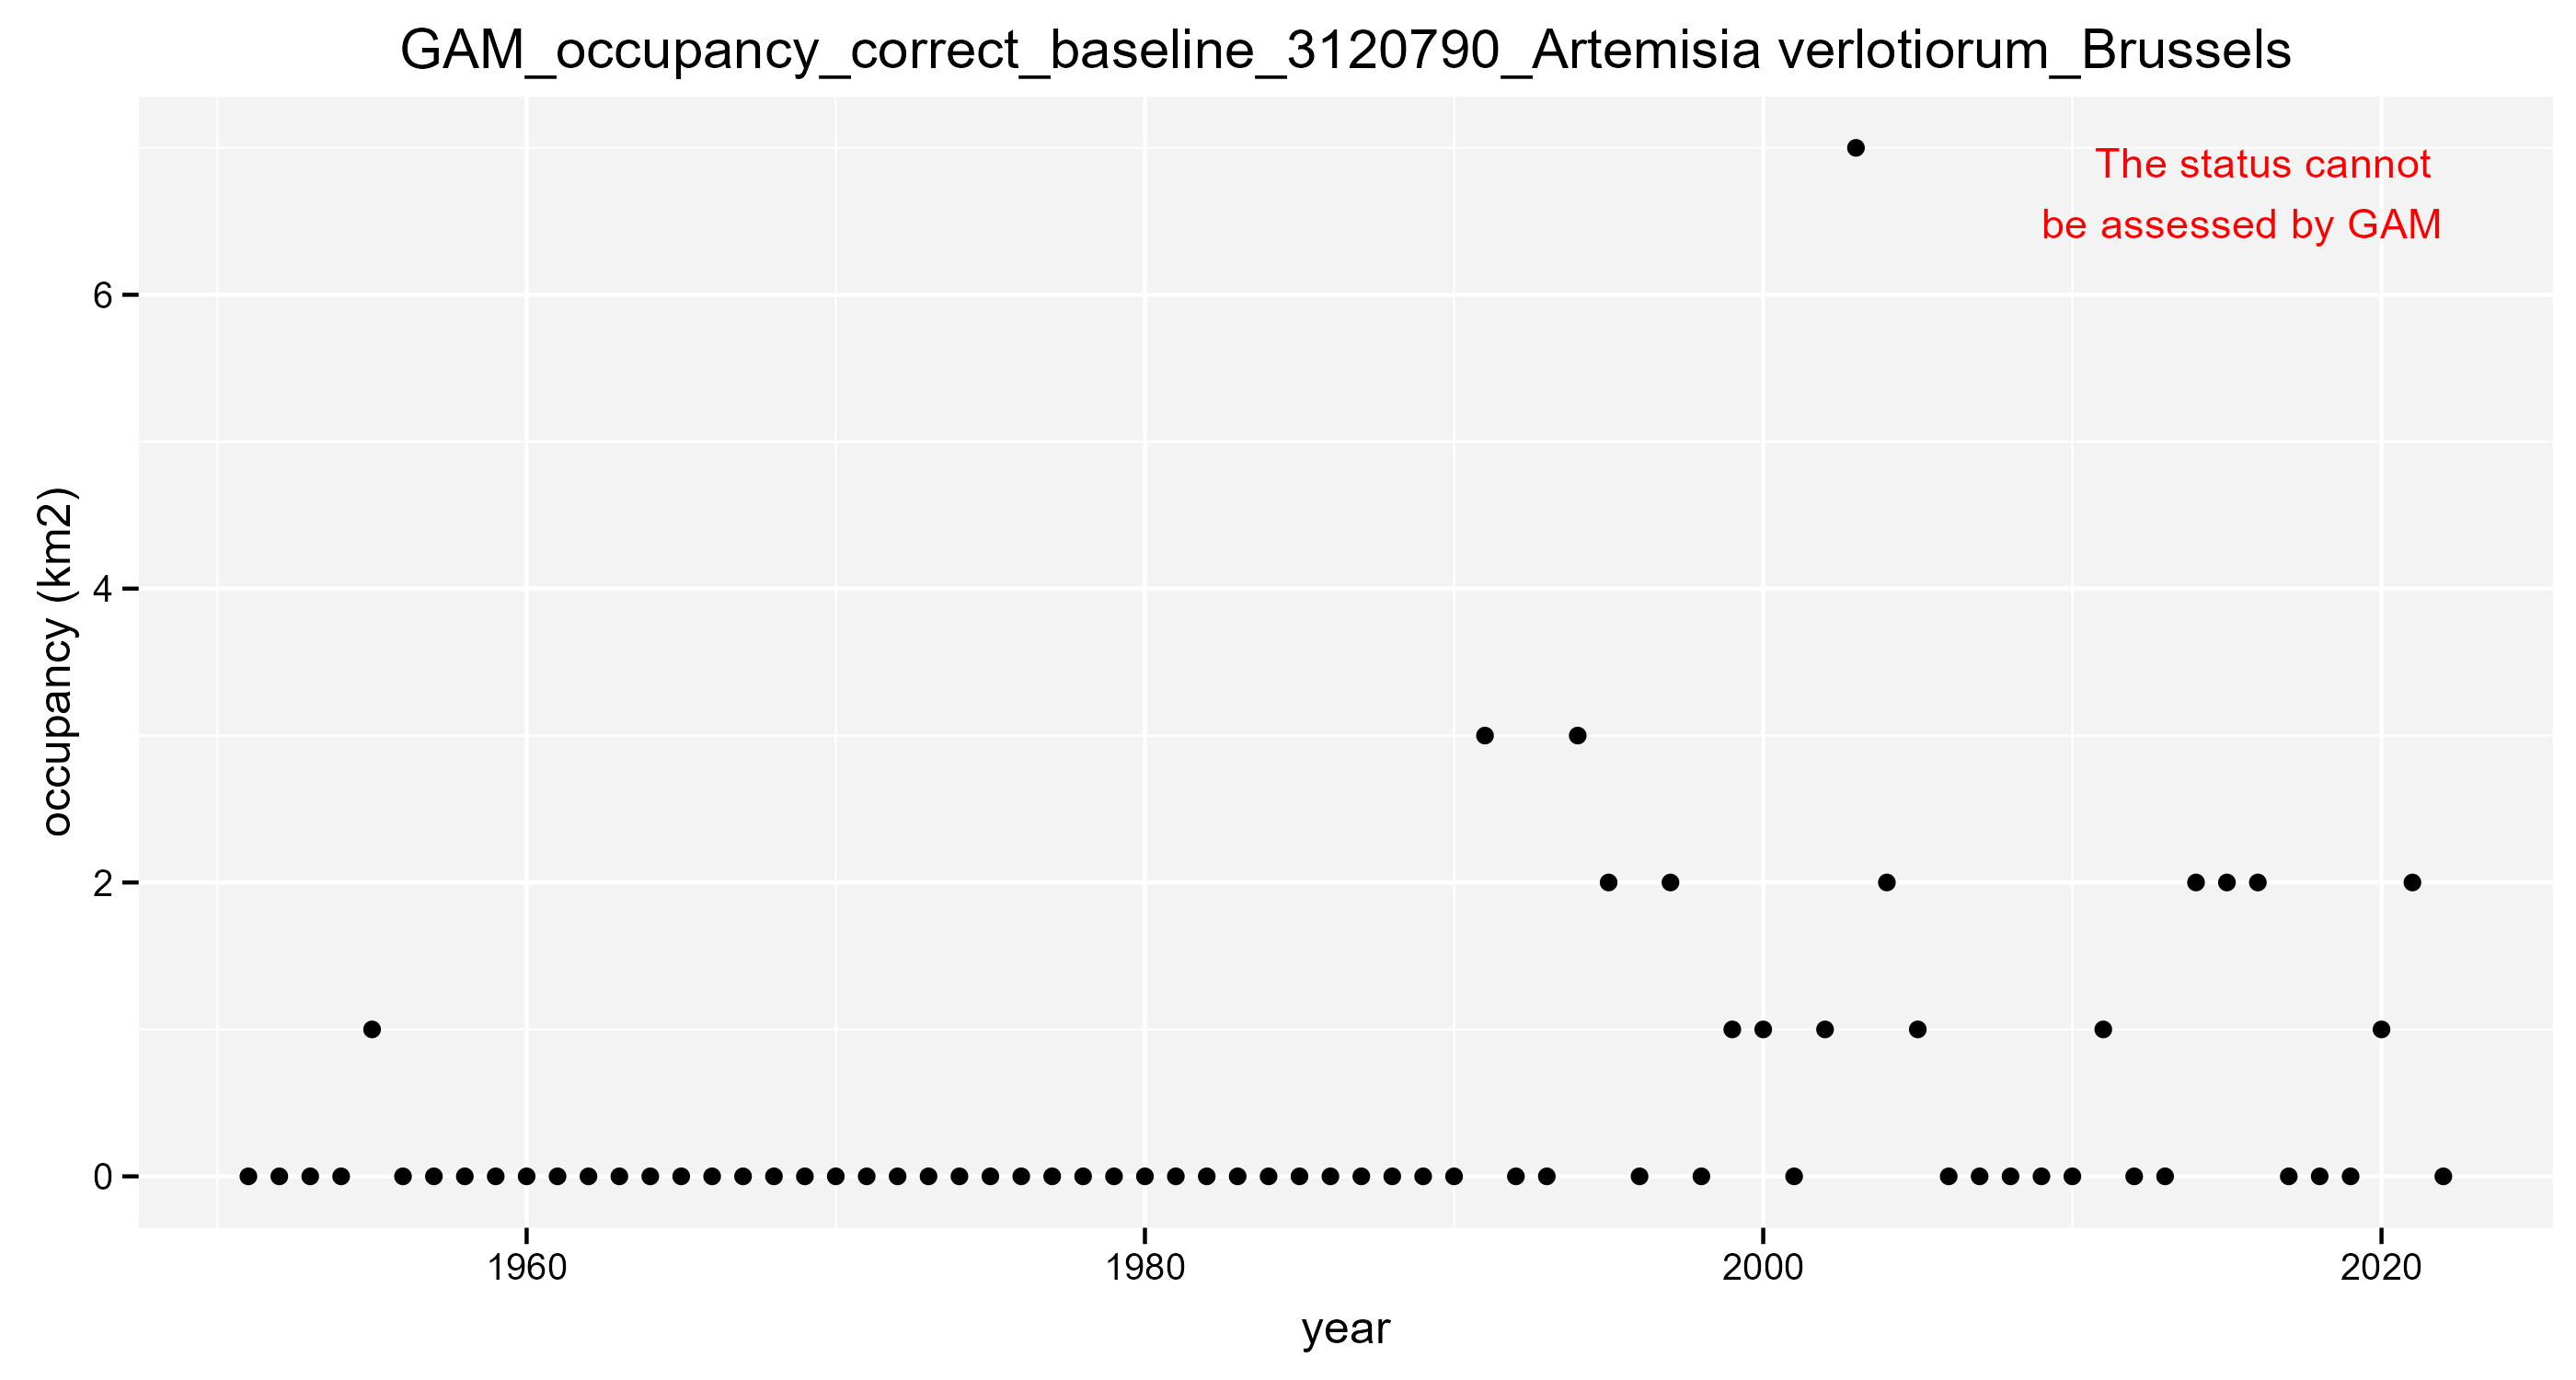 GAM_occupancy_correct_baseline_3120790_Artemisia verlotiorum_Brussels
The status cannot
be assessed by GAM
occupancy (km2)
6
4
2
0
1960
1980
2000
2020
year